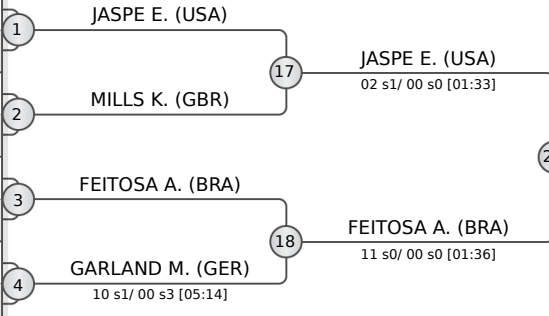 JASPE E. (USA)
1
17
JASPE E. (USA)
02 s1/ 00 s0 [01:33]
MILLS K. (GBR)
2
FEITOSA A. (BRA)
3
18
FEITOSA A. (BRA)
11 s0/ 00 s0 [01:36]
GARLAND M. (GER)
4
10 s1/ 00 s3 [05:14]